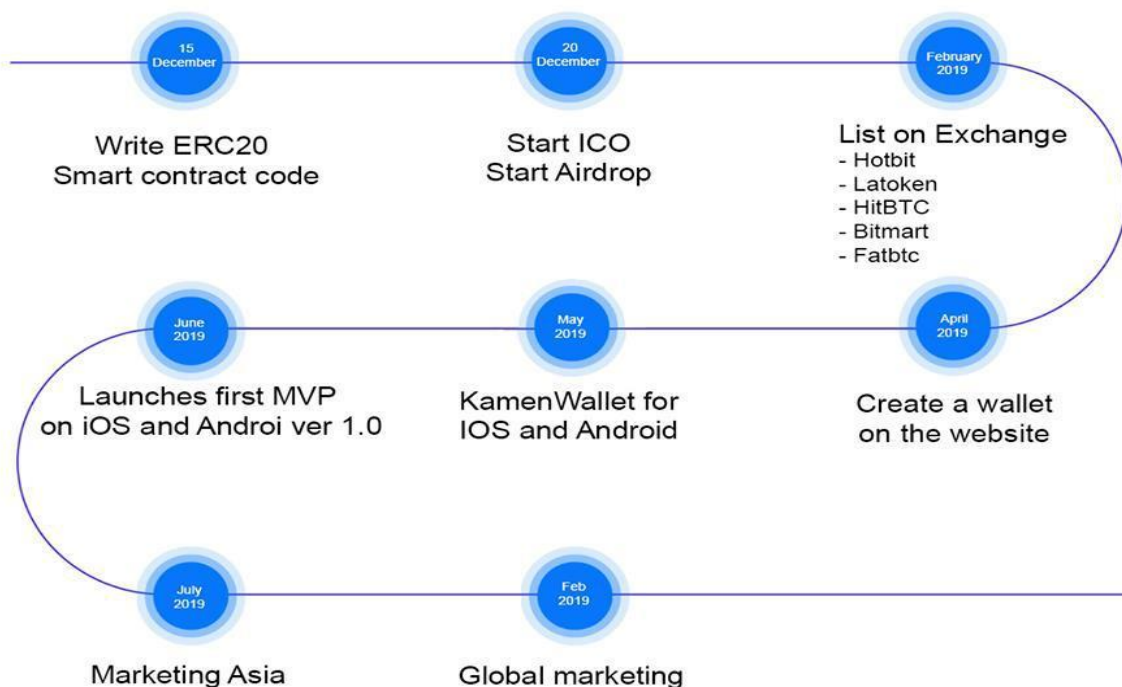 15
December
Write ERC20
Smart contract code
20
December
Start ICO
Start Airdrop
February
2019
List on Exchange
- Hotbit
- Latoken
- HitBTC
- Bitmart
- Fatbtc
April
2019
Create a wallet
on the website
May
2019
KamenWallet for
IOS and Android
June
2019
Launches first MVP
on iOS and Androi ver 1.0
July
2019
Marketing Asia
Feb
2019
Global marketing